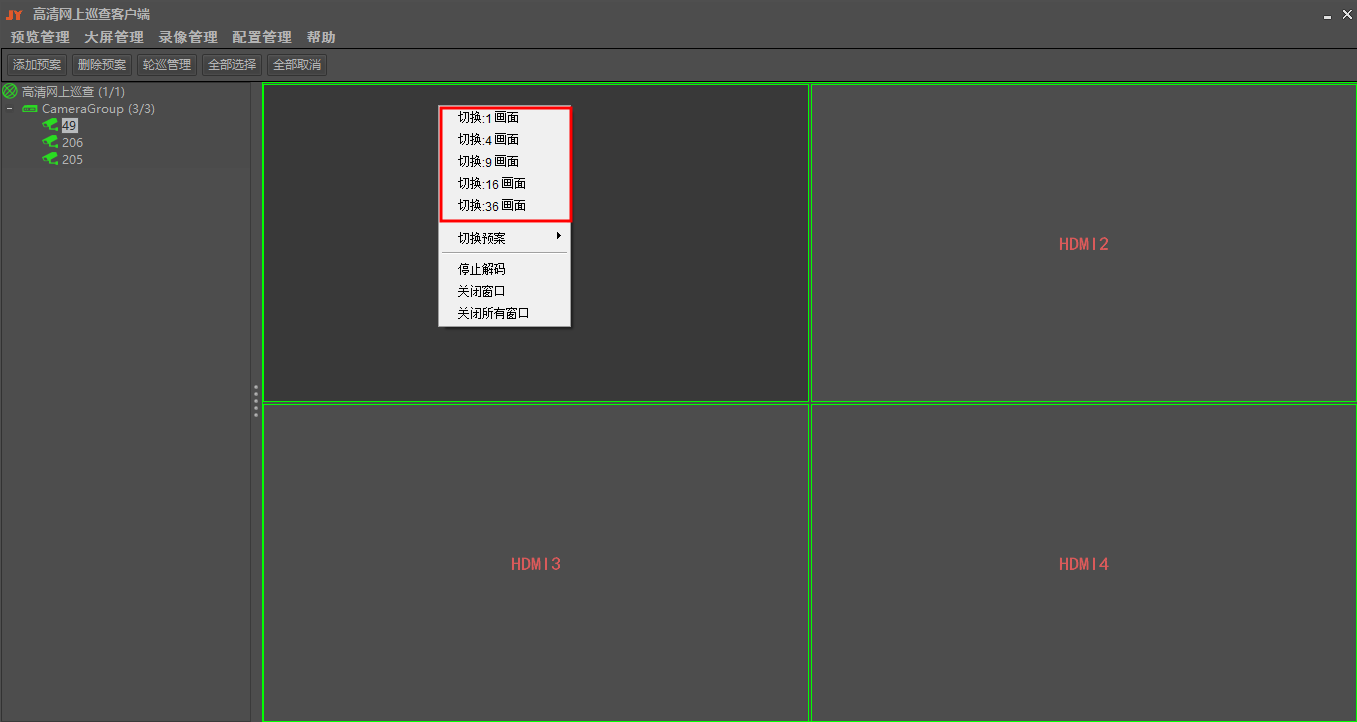 JY 高清网上巡查客户端
预览管理 大屏管理 录像管理 配置管理 帮助
添加预案 删除预案 轮巡管理 全部选择 全部取消
高清网上巡查 (1/1)
CameraGroup (3/3)
49
206
205
切换:1画面
切换:4画面
切换:9画面
切换:16画面
切换:36画面
切换预案
停止解码
关闭窗口
关闭所有窗口
HDMI2
HDMI3
HDMI4